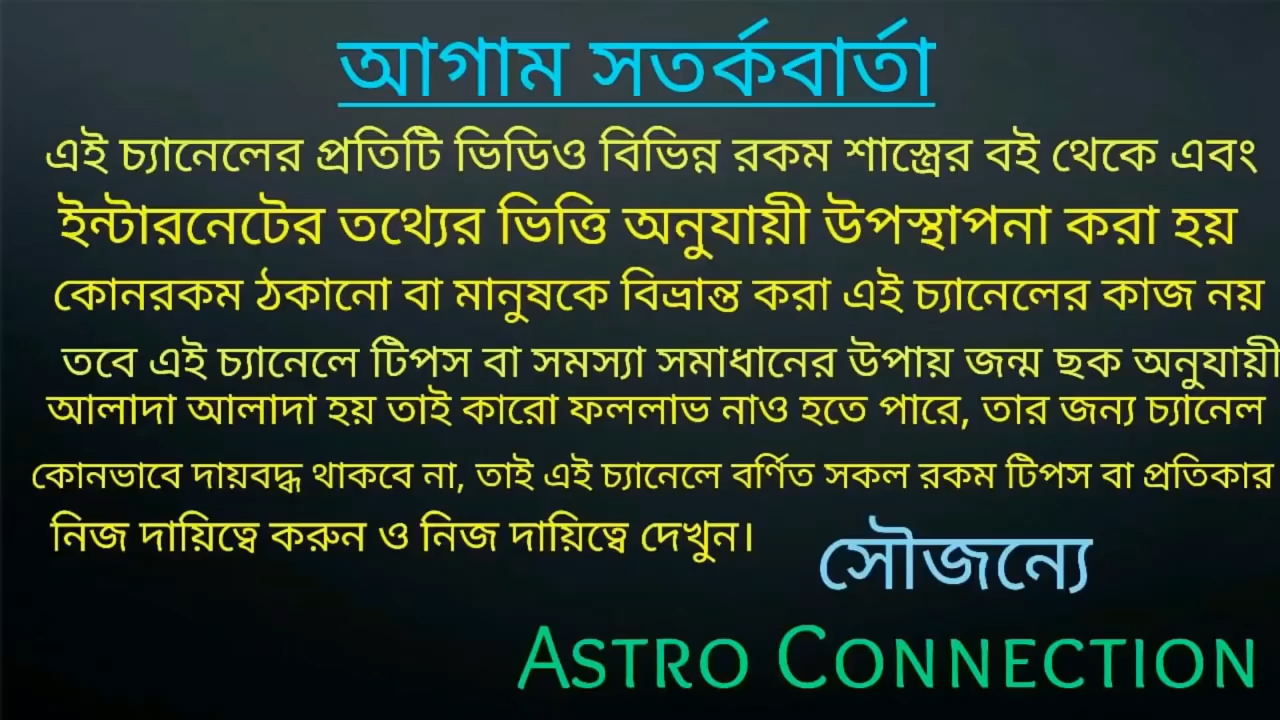 আগাম সতর্কবার্তা
এই চ্যানেলের প্রতিটি ভিডিও বিভিন্ন রকম শাস্ত্রের বই থেকে এবং
ইন্টারনেটের তথ্যের ভিত্তি অনুযায়ী উপস্থাপনা করা হয়
কোনরকম ঠকানো বা মানুষকে বিভ্রান্ত করা এই চ্যানেলের কাজ নয়
তবে এই চ্যানেলে টিপস বা সমস্যা সমাধানের উপায় জন্ম ছক অনুযায়ী
আলাদা আলাদা হয় তাই কারো ফললাভ নাও হতে পারে, তার জন্য চ্যানেল
কোনভাবে দায়বদ্ধ থাকবে না, তাই এই চ্যানেলে বর্ণিত সকল রকম টিপস বা প্রতিকার
নিজ দায়িত্বে করুন ও নিজ দায়িত্বে দেখুন।
সৌজন্যে
ASTRO CONNECTION